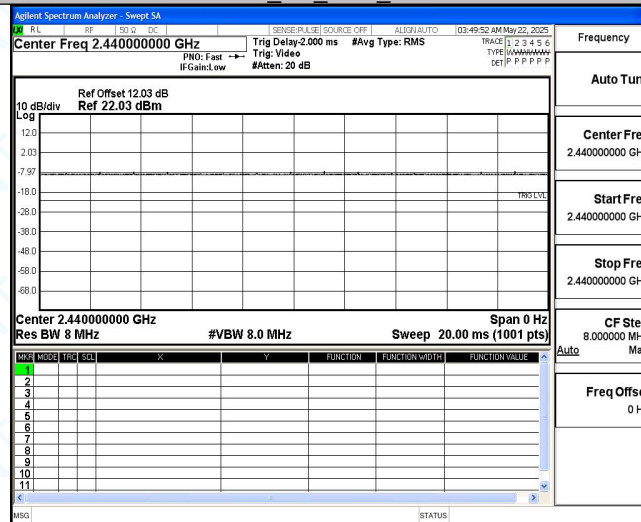 Agilent Spectrum Analyzer - Swept SA
RL RF 50 Ω DC SENSE:PULSE SOURCE OFF ALIGN AUTO 03:49:52 AM May 22, 2025
Center Freq 2.440000000 GHz
PNO: Fast
IFGain:Low
Trig Delay-2.000 ms
Trig: Video
#Atten: 20 dB
#Avg Type: RMS
TRACE 1 2 3 4 5 6
TYPE WWWWWW
DET P P P P P P
Ref Offset 12.03 dB
10 dB/div Ref 22.03 dBm
Log
12.0
2.03
-7.97
-18.0
TRIG LVL
-28.0
-38.0
-48.0
-58.0
-68.0
Center 2.440000000 GHz Span 0 Hz
Res BW 8 MHz #VBW 8.0 MHz Sweep 20.00 ms (1001 pts)
MKR MODE TRC SCL X Y FUNCTION FUNCTION WIDTH FUNCTION VALUE
1
2
3
4
5
6
7
8
9
10
11
MSG STATUS
Frequency
Auto Tun
Center Fre
2.440000000 GH
Start Fre
2.440000000 GH
Stop Fre
2.440000000 GH
CF Ste
8.000000 MH
Auto Ma
Freq Offse
0 H